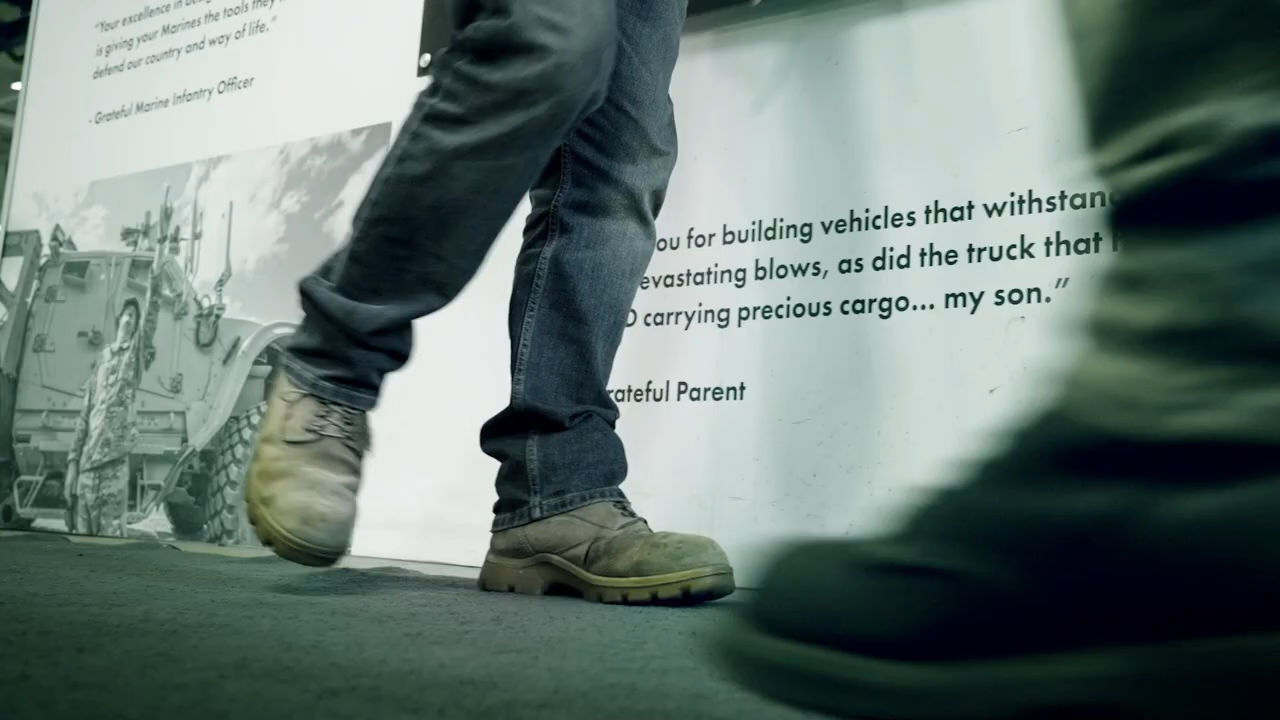 "Your excellence in
is giving your Marines the tools they
defend our country and way of life."
- Grateful Marine Infantry Officer
ou for building vehicles that withstand
evastating blows, as did the truck that
carrying precious cargo... my son."
rateful Parent